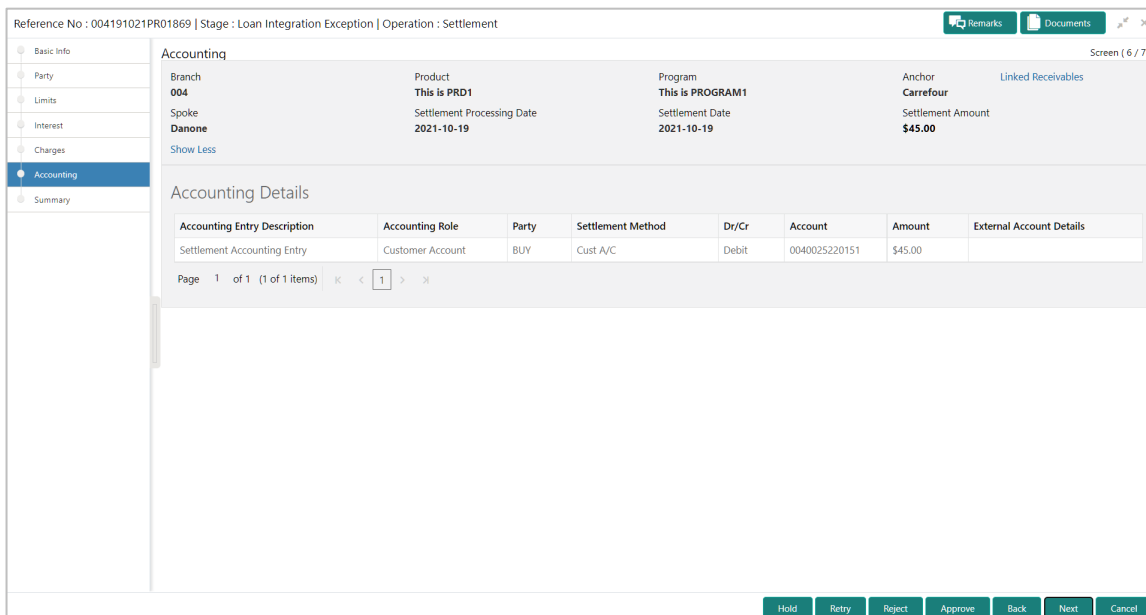 Reference No : 004191021PR01869 | Stage : Loan Integration Exception | Operation : Settlement
Remarks
Documents
Basic Info
Party
Limits
Interest
Charges
Accounting
Summary
Accounting
Screen ( 6 / 7
Branch Product Program Anchor Linked Receivables
004 This is PRD1 This is PROGRAM1 Carrefour
Spoke Settlement Processing Date Settlement Date Settlement Amount
Danone 2021-10-19 2021-10-19 $45.00
Show Less
Accounting Details
Accounting Entry Description Accounting Role Party Settlement Method Dr/Cr Account Amount External Account Details
Settlement Accounting Entry Customer Account BUY Cust A/C Debit 0040025220151 $45.00
Page 1 of 1 (1 of 1 items) 1
Hold Retry Reject Approve Back Next Cancel